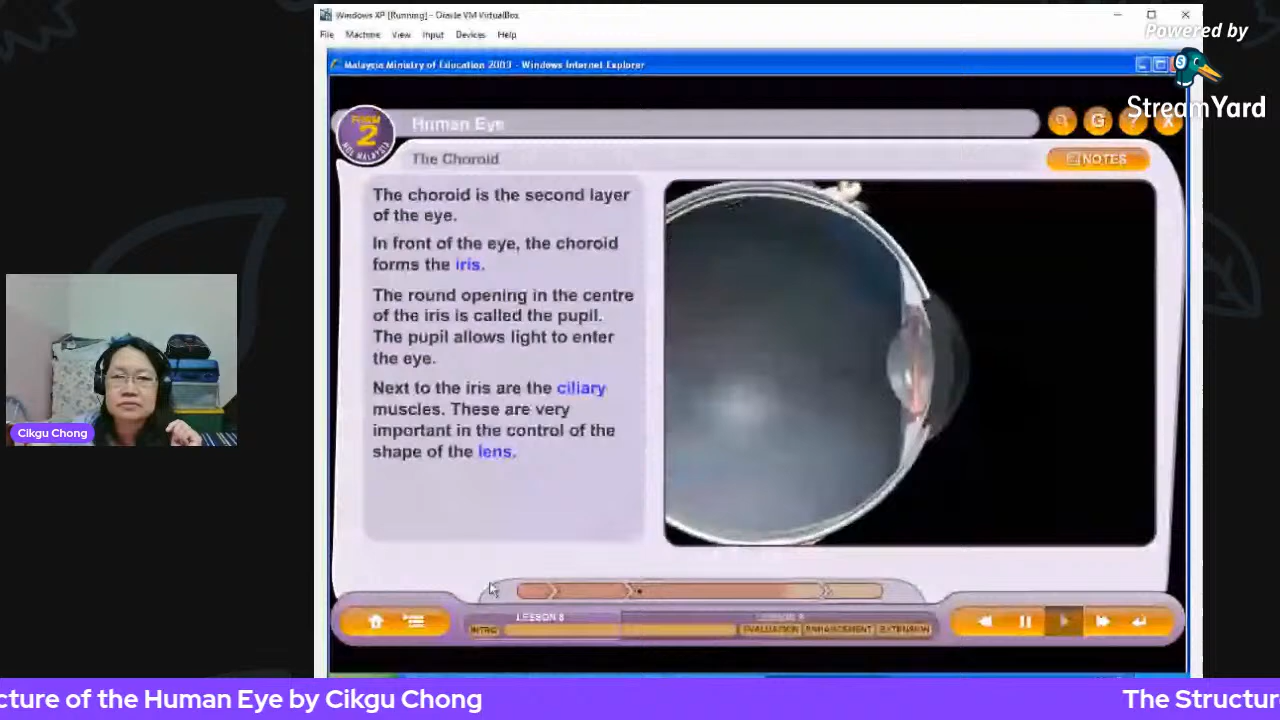 Windows XP [Running] - Oracle VM VirtualBox
File Machine View Input Devices Help
Powered by
StreamYard
Malaysia Ministry of Education 2003 - Windows Internet Explorer
FORM
2
Human Eye
G ? X
The Choroid
NOTES
The choroid is the second layer
of the eye.
In front of the eye, the choroid
forms the iris.
The round opening in the centre
of the iris is called the pupil.
The pupil allows light to enter
the eye.
Next to the iris are the ciliary
muscles. These are very
important in the control of the
shape of the lens.
Cikgu Chong
INTRO
EVALUATION ENHANCEMENT EXTENSION
cture of the Human Eye by Cikgu Chong
The Structur